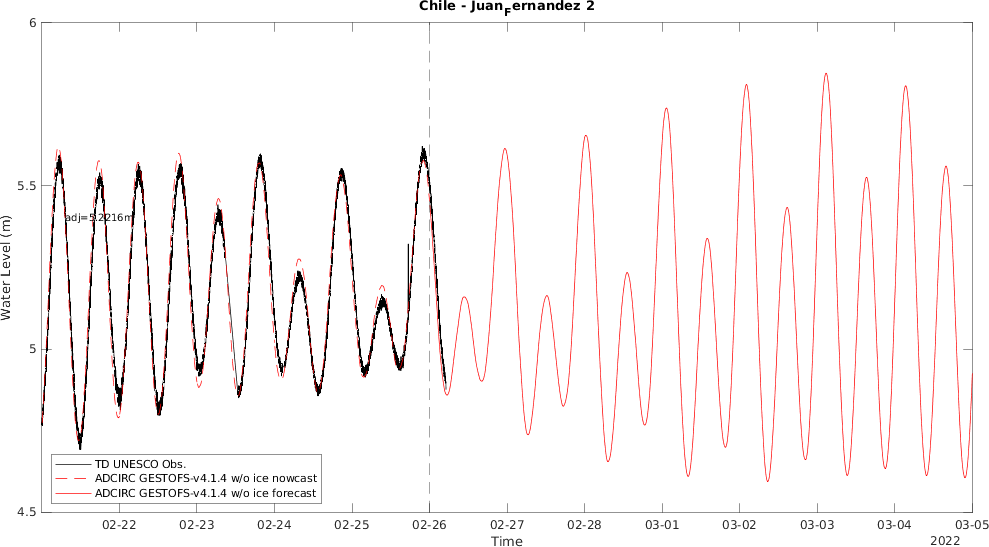 Chile - Juan_Fernandez 2
6
5.5
adj=5.2216m
Water Level (m)
5
TD UNESCO Obs.
ADCIRC GESTOFS-v4.1.4 w/o ice nowcast
ADCIRC GESTOFS-v4.1.4 w/o ice forecast
4.5
02-22 02-23 02-24 02-25 02-26 02-27 02-28 03-01 03-02 03-03 03-04 03-05
Time
2022